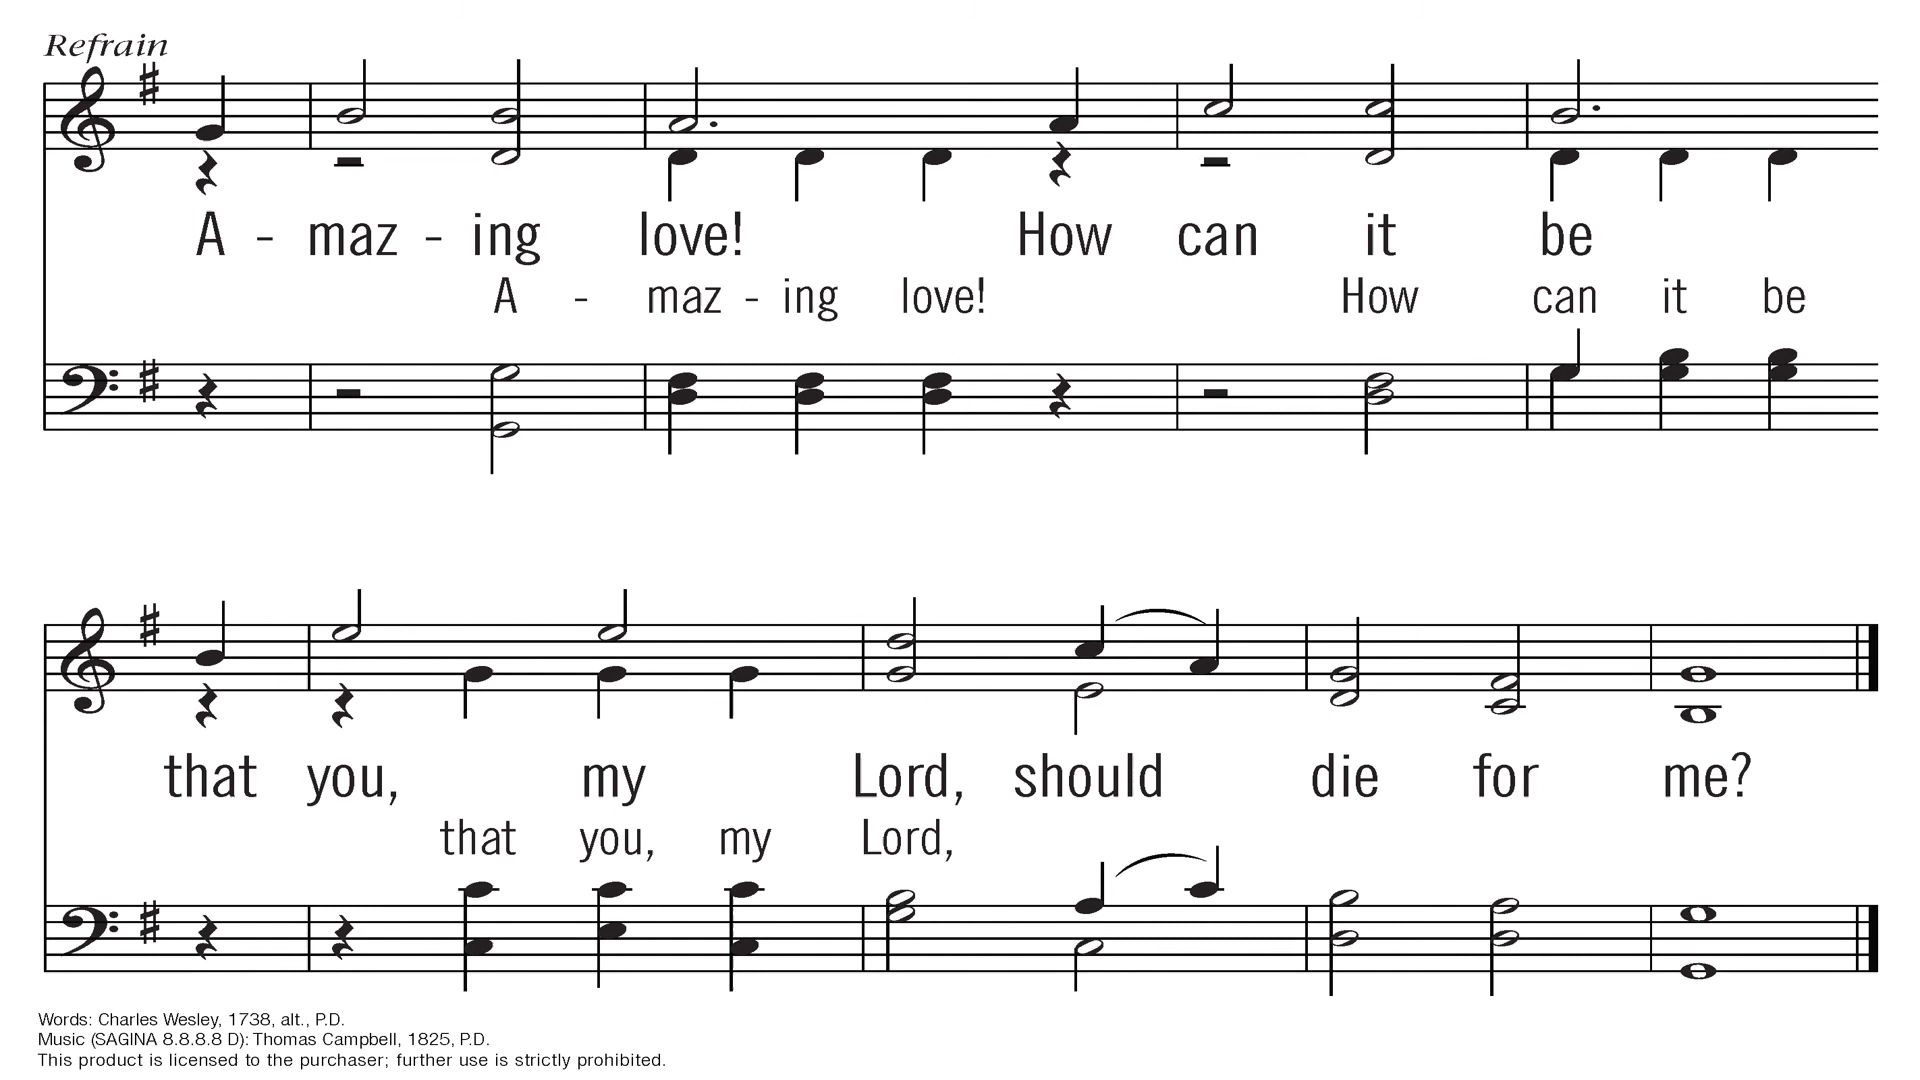 Refrain
A - maz - ing love! How can it be
A - maz - ing love! How can it be
that you, my Lord, should die for me?
that you, my Lord,
Words: Charles Wesley, 1738, alt., P.D.
Music (SAGINA 8.8.8.8 D): Thomas Campbell, 1825, P.D.
This product is licensed to the purchaser; further use is strictly prohibited.